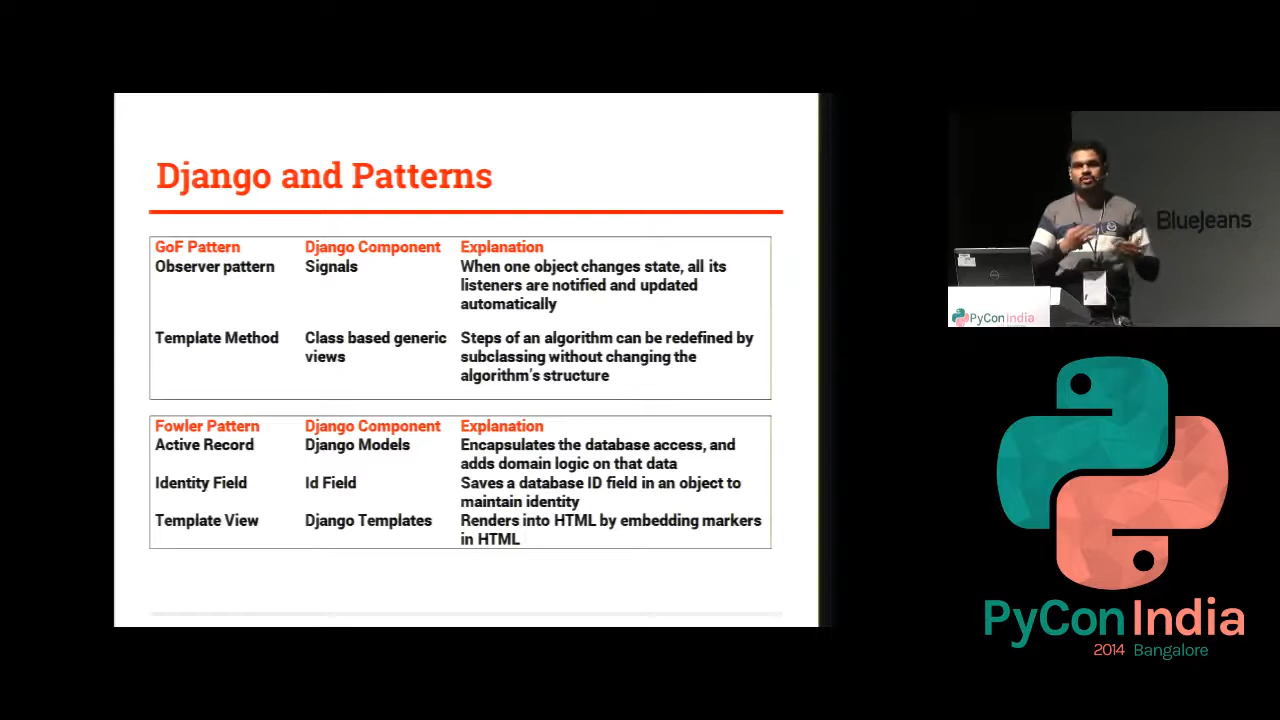 Django and Patterns
GoF Pattern Django Component Explanation
Observer pattern Signals When one object changes state, all its
listeners are notified and updated
automatically
Template Method Class based generic Steps of an algorithm can be redefined by
views subclassing without changing the
algorithm's structure
Fowler Pattern Django Component Explanation
Active Record Django Models Encapsulates the database access, and
adds domain logic on that data
Identity Field Id Field Saves a database ID field in an object to
maintain identity
Template View Django Templates Renders into HTML by embedding markers
in HTML
BlueJeans
PyCon India
PyCon India
2014 Bangalore